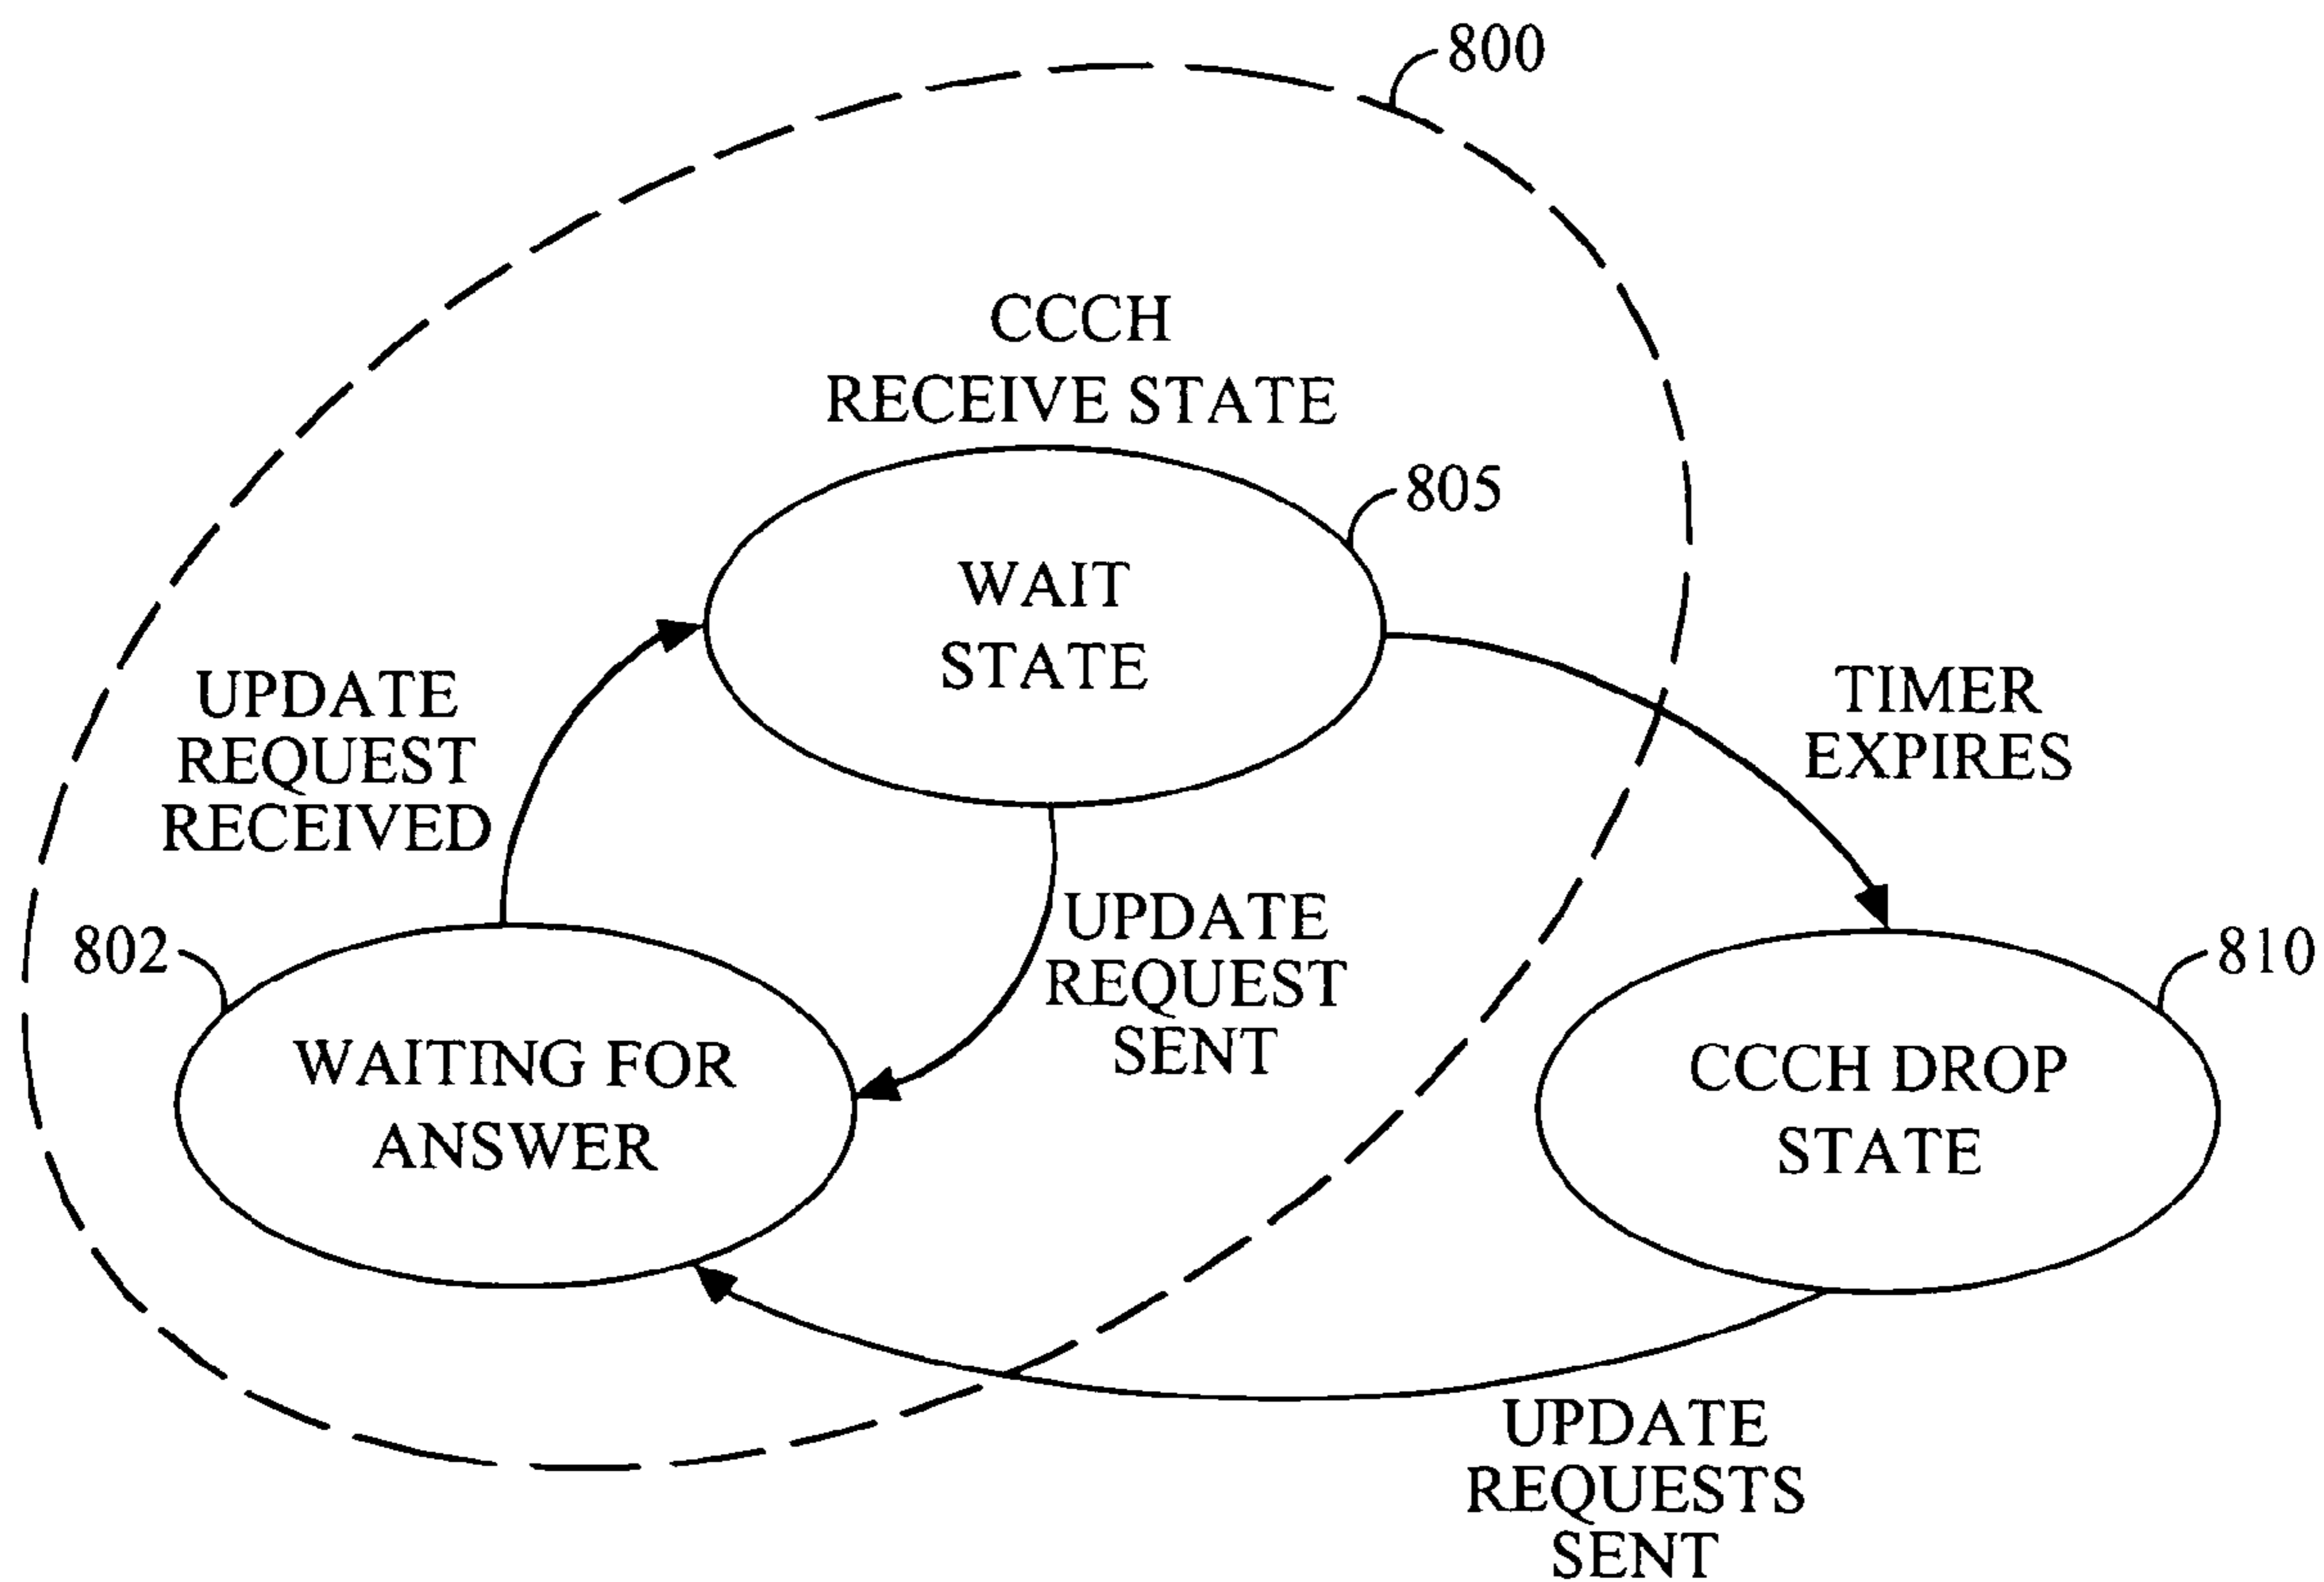 800
CCCH
RECEIVE STATE
805
WAIT
STATE
UPDATE
REQUEST
RECEIVED
TIMER
EXPIRES
UPDATE
REQUEST
SENT
802
WAITING FOR
ANSWER
810
CCCH DROP
STATE
UPDATE
REQUESTS
SENT